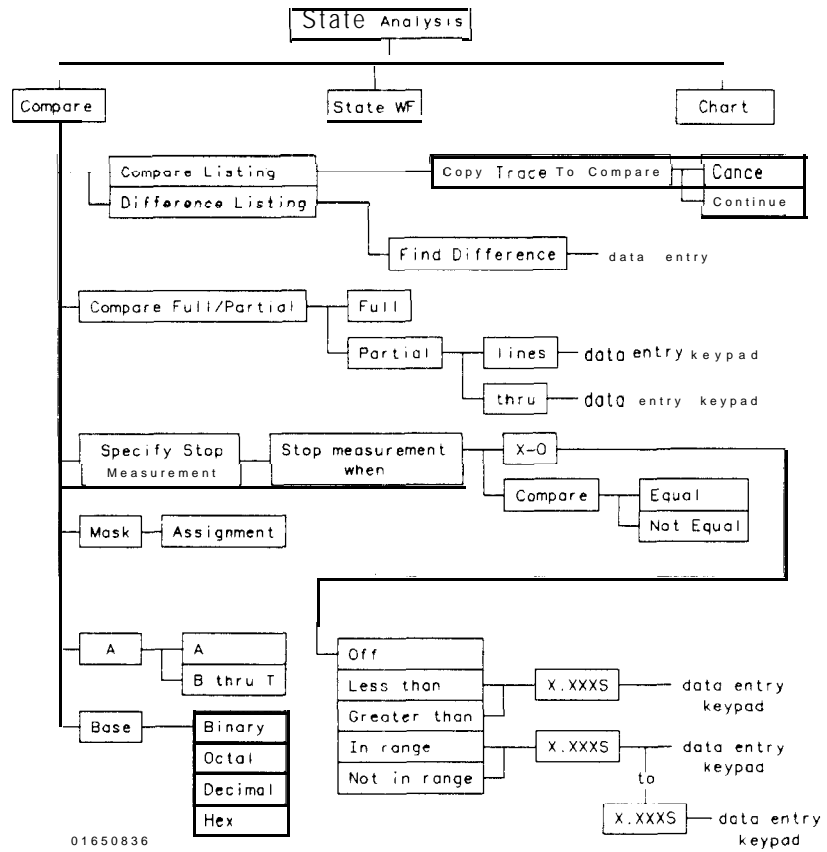 State Analysis
Compare
State WF
Chart
Compare Listing
Copy Trace To Compare
Cance
Difference Listing
Continue
Find Difference
data entry
Compare Full/Partial
Full
Partial
lines
data entry keypad
thru
data entry keypad
Specify Stop
Measurement
Stop measurement
when
X-O
Compare
Equal
Not Equal
Mask
Assignment
A
A
B thru T
Off
Less than
Greater than
X.XXXS
data entry
keypad
Base
Binary
Octal
Decimal
Hex
In range
Not in range
X.XXXS
data entry
keypad
to
X.XXXS
data entry
keypad
01650836